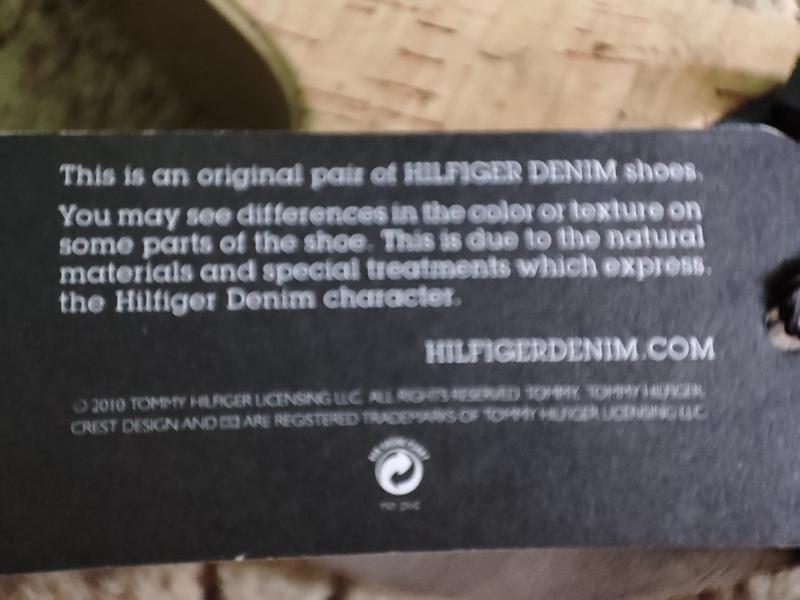 This is an original pair of HILFIGER DENIM shoes.
You may see differences in the color or texture on
some parts of the shoe. This is due to the natural
materials and special treatments which express
the Hilfiger Denim character.
HILFIGERDENIM.COM
© 2010 TOMMY HILFIGER LICENSING LLC. ALL RIGHTS RESERVED. TOMMY, TOMMY HILFIGER,
CREST DESIGN AND ARE REGISTERED TRADEMARKS OF TOMMY HILFIGER LICENSING LLC.
no pvc